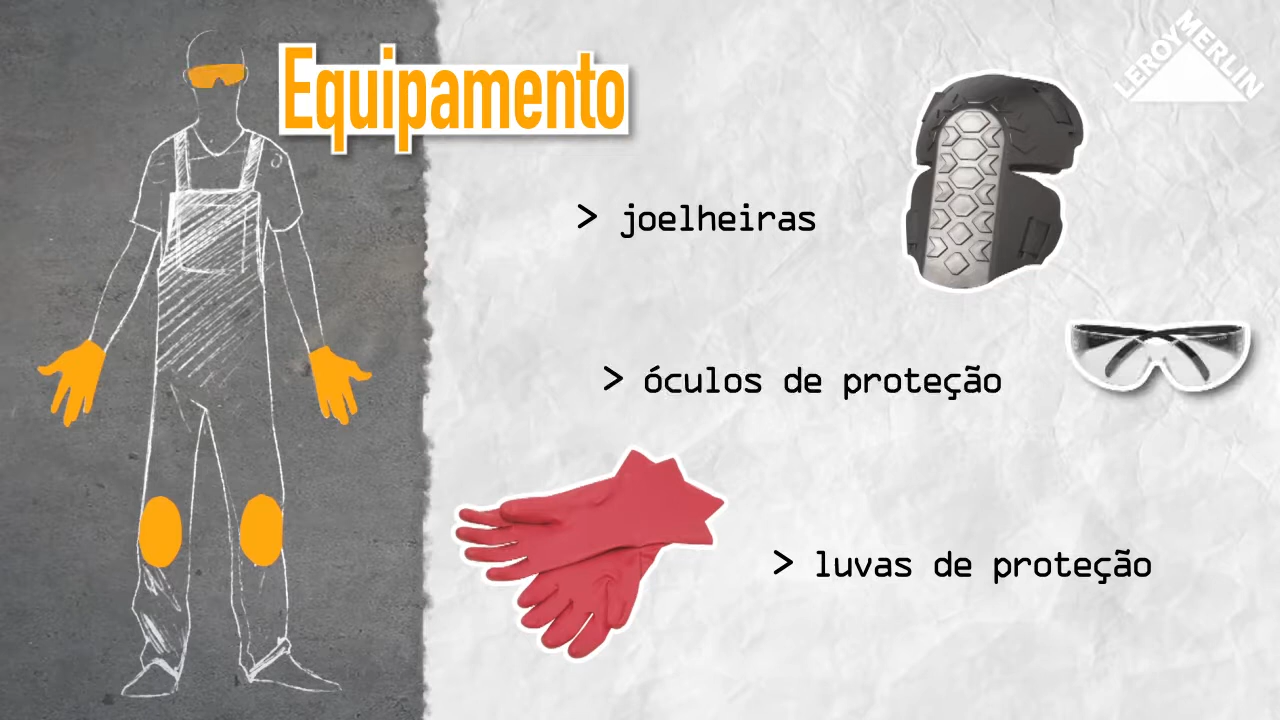 Equipamento
LEROY MERLIN
> joelheiras
> óculos de proteção
> luvas de proteção